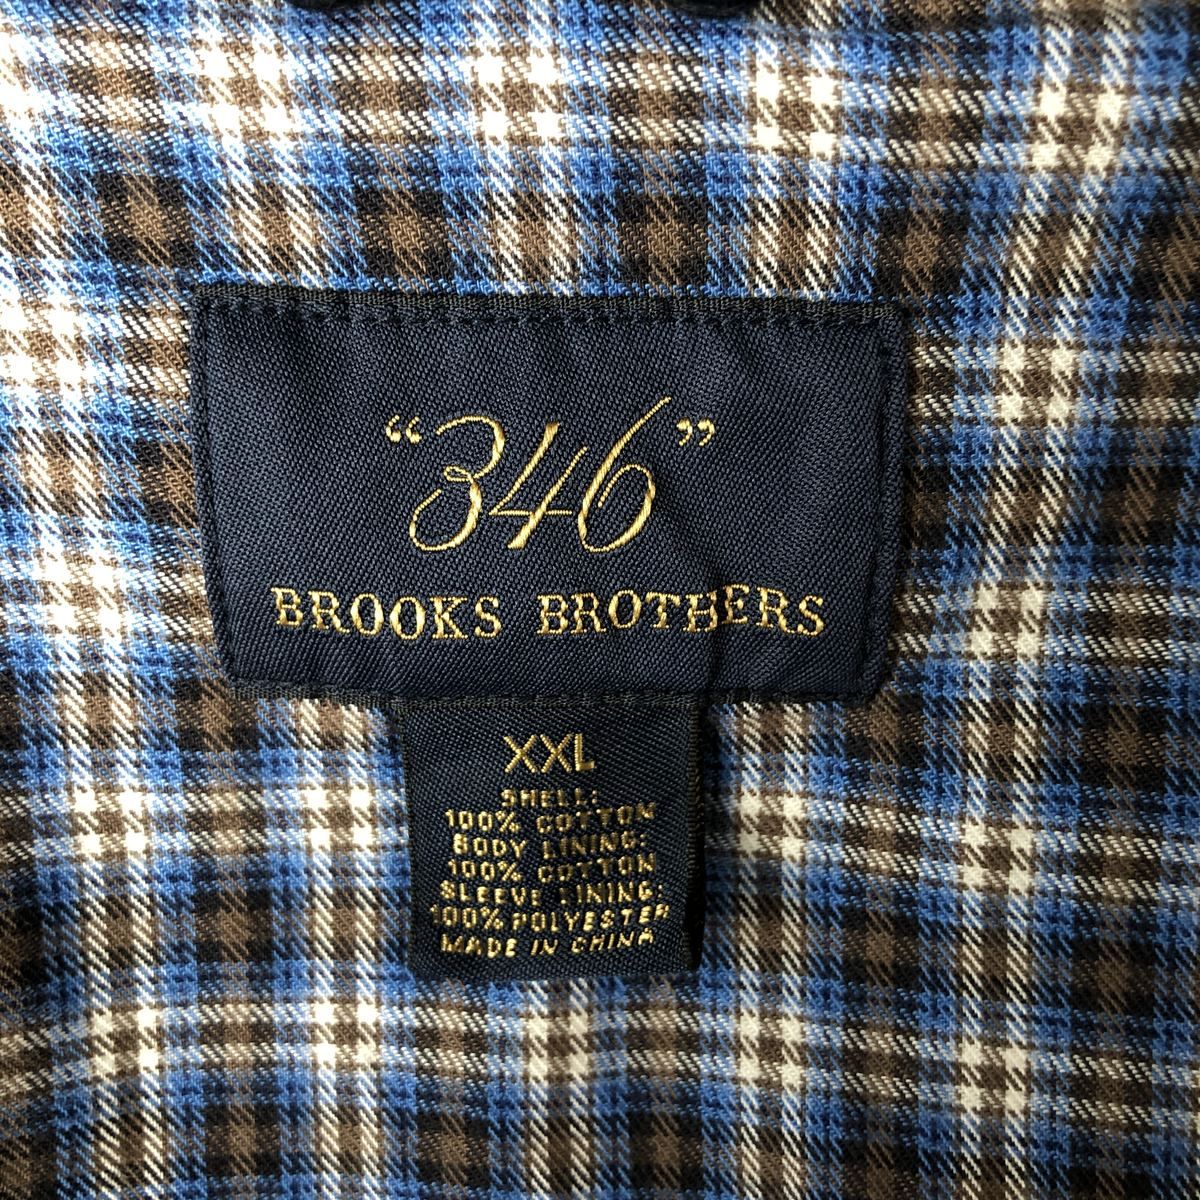 “346”
BROOKS BROTHERS
XXL
SHELL:
100% COTTON
BODY LINING:
100% COTTON
SLEEVE LINING:
100% POLYESTER
MADE IN CHINA